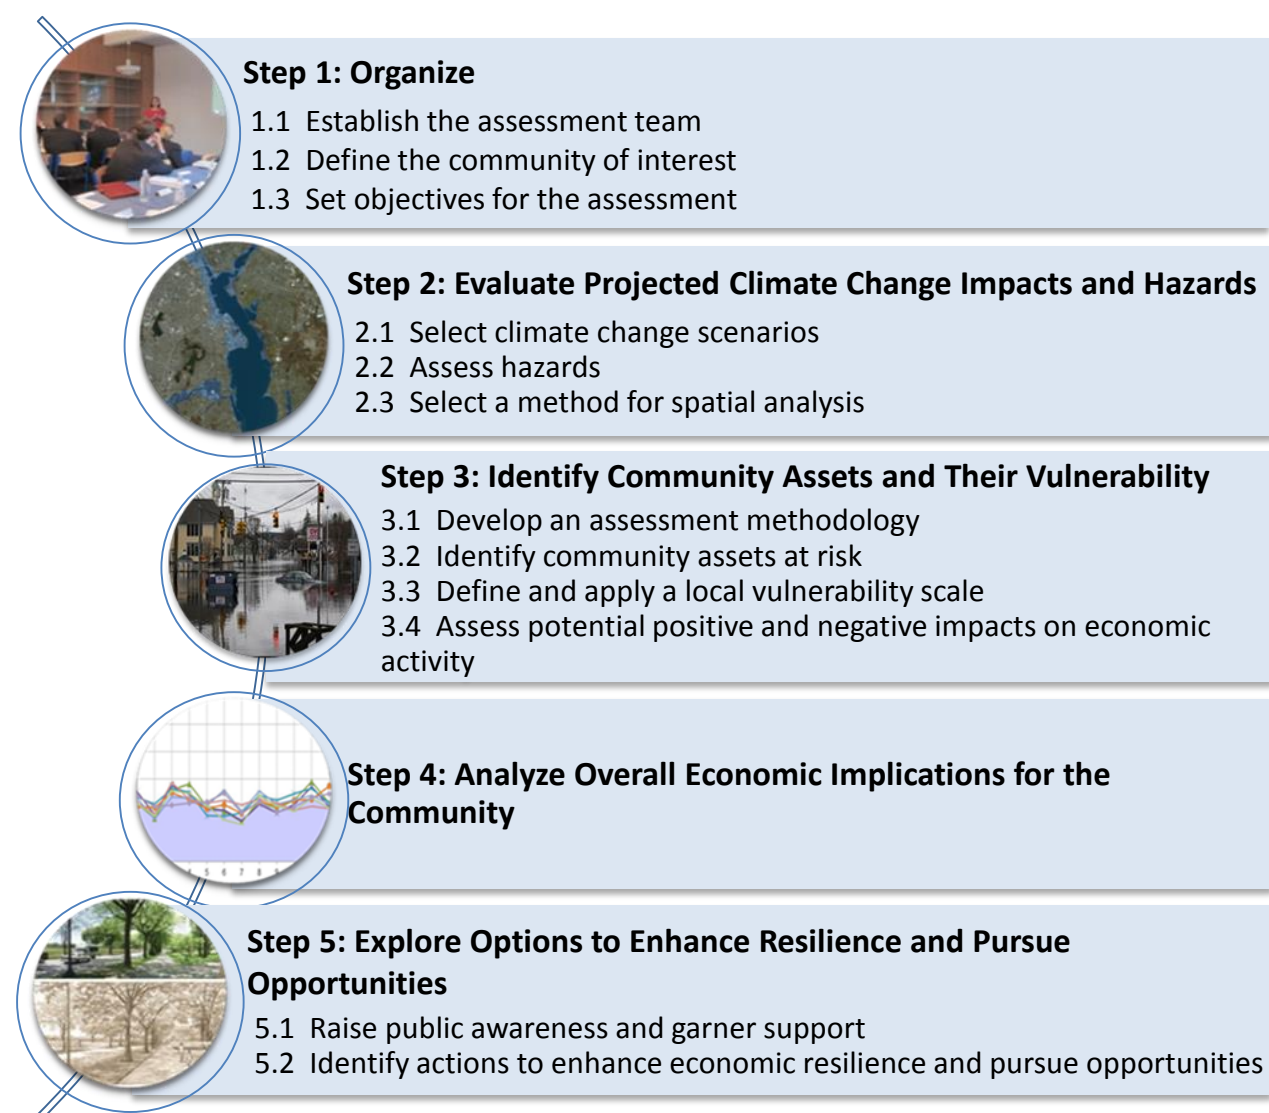 Step 1: Organize
1.1 Establish the assessment team
1.2 Define the community of interest
1.3 Set objectives for the assessment
Step 2: Evaluate Projected Climate Change Impacts and Hazards
2.1 Select climate change scenarios
2.2 Assess hazards
2.3 Select a method for spatial analysis
Step 3: Identify Community Assets and Their Vulnerability
3.1 Develop an assessment methodology
3.2 Identify community assets at risk
3.3 Define and apply a local vulnerability scale
3.4 Assess potential positive and negative impacts on economic
activity
Step 4: Analyze Overall Economic Implications for the
Community
5 6 7 8
Step 5: Explore Options to Enhance Resilience and Pursue
Opportunities
5.1 Raise public awareness and garner support
5.2 Identify actions to enhance economic resilience and pursue opportunities